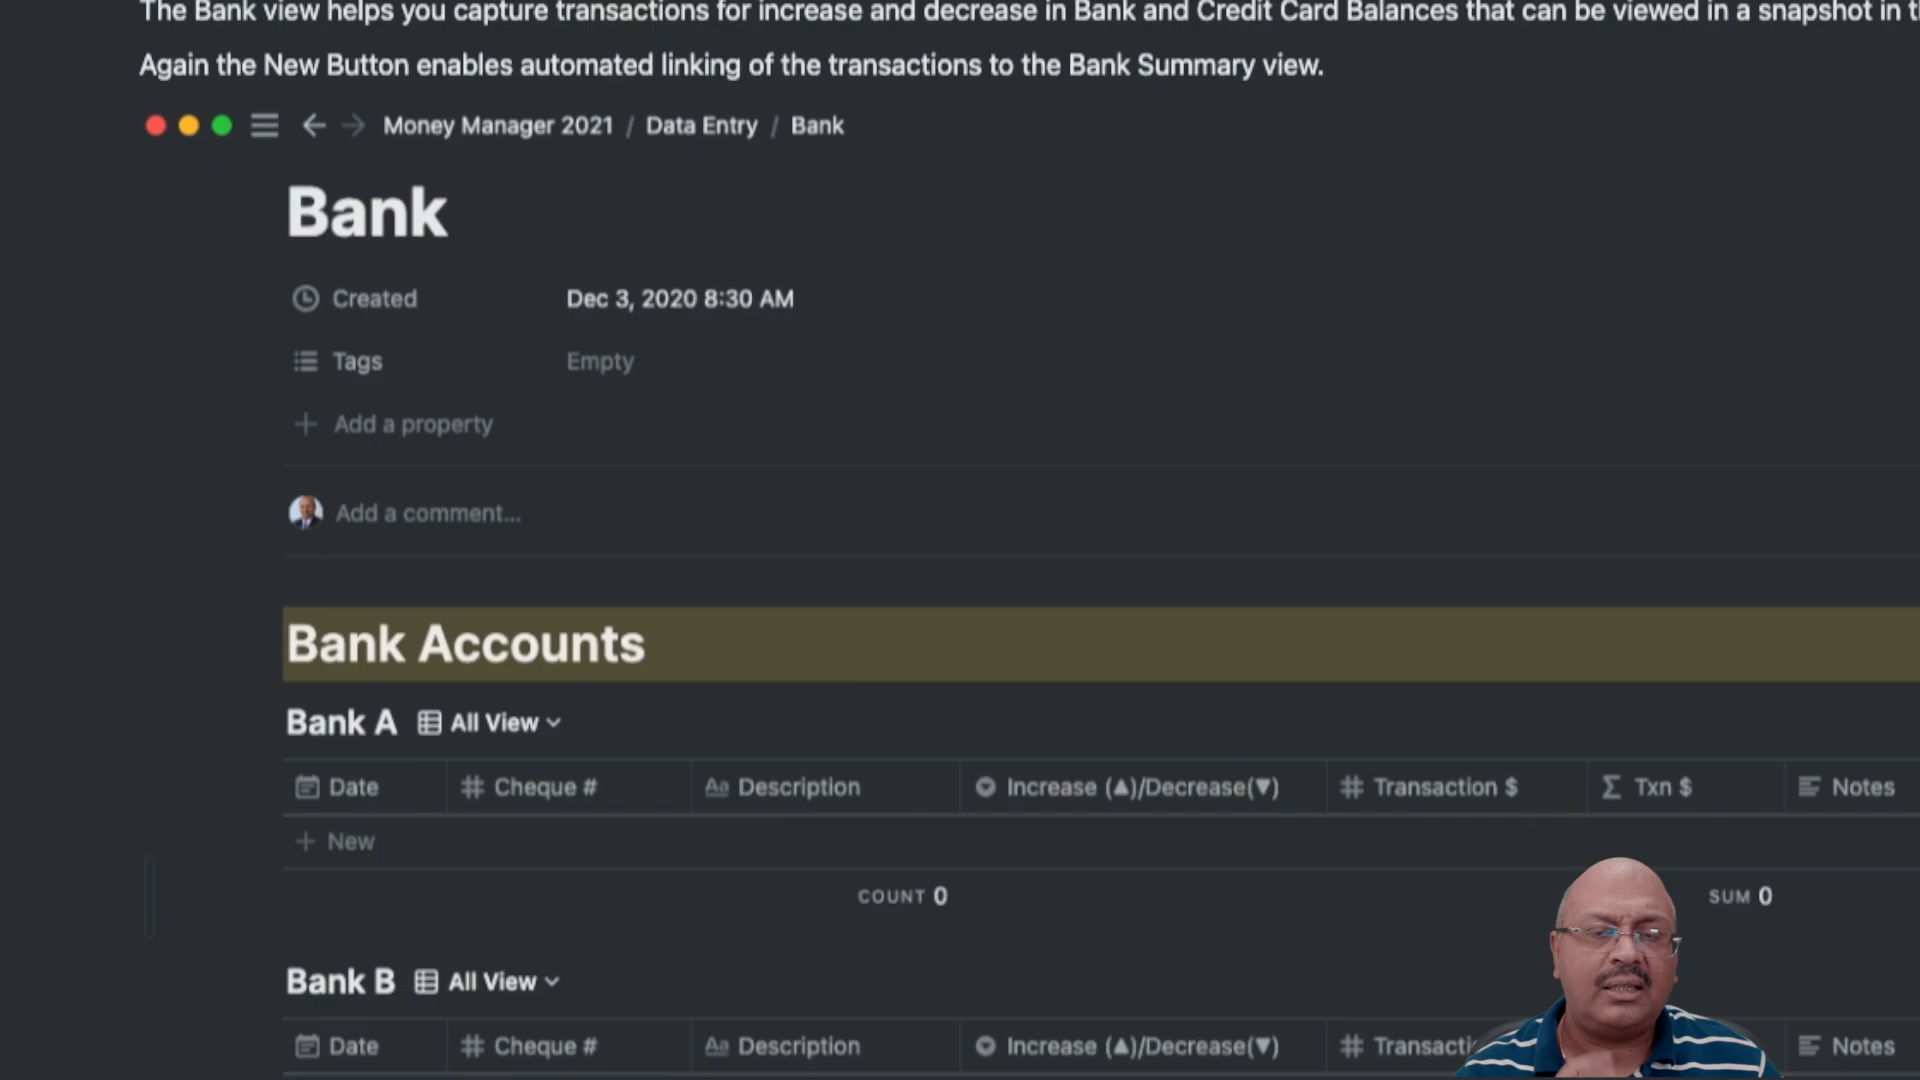 The Bank view helps you capture transactions for increase and decrease in Bank and Credit Card Balances that can be viewed in a snapshot in
Again the New Button enables automated linking of the transactions to the Bank Summary view.
Money Manager 2021 / Data Entry / Bank
Bank
Created Dec 3, 2020 8:30 AM
Tags Empty
+ Add a property
Add a comment...
Bank Accounts
Bank A All View
Date # Cheque # Aa Description Increase (▲)/Decrease(▼) # Transaction $ Σ Txn $ Notes
+ New
COUNT 0 SUM 0
Bank B All View
Date # Cheque # Aa Description Increase (▲)/Decrease(▼) # Notes